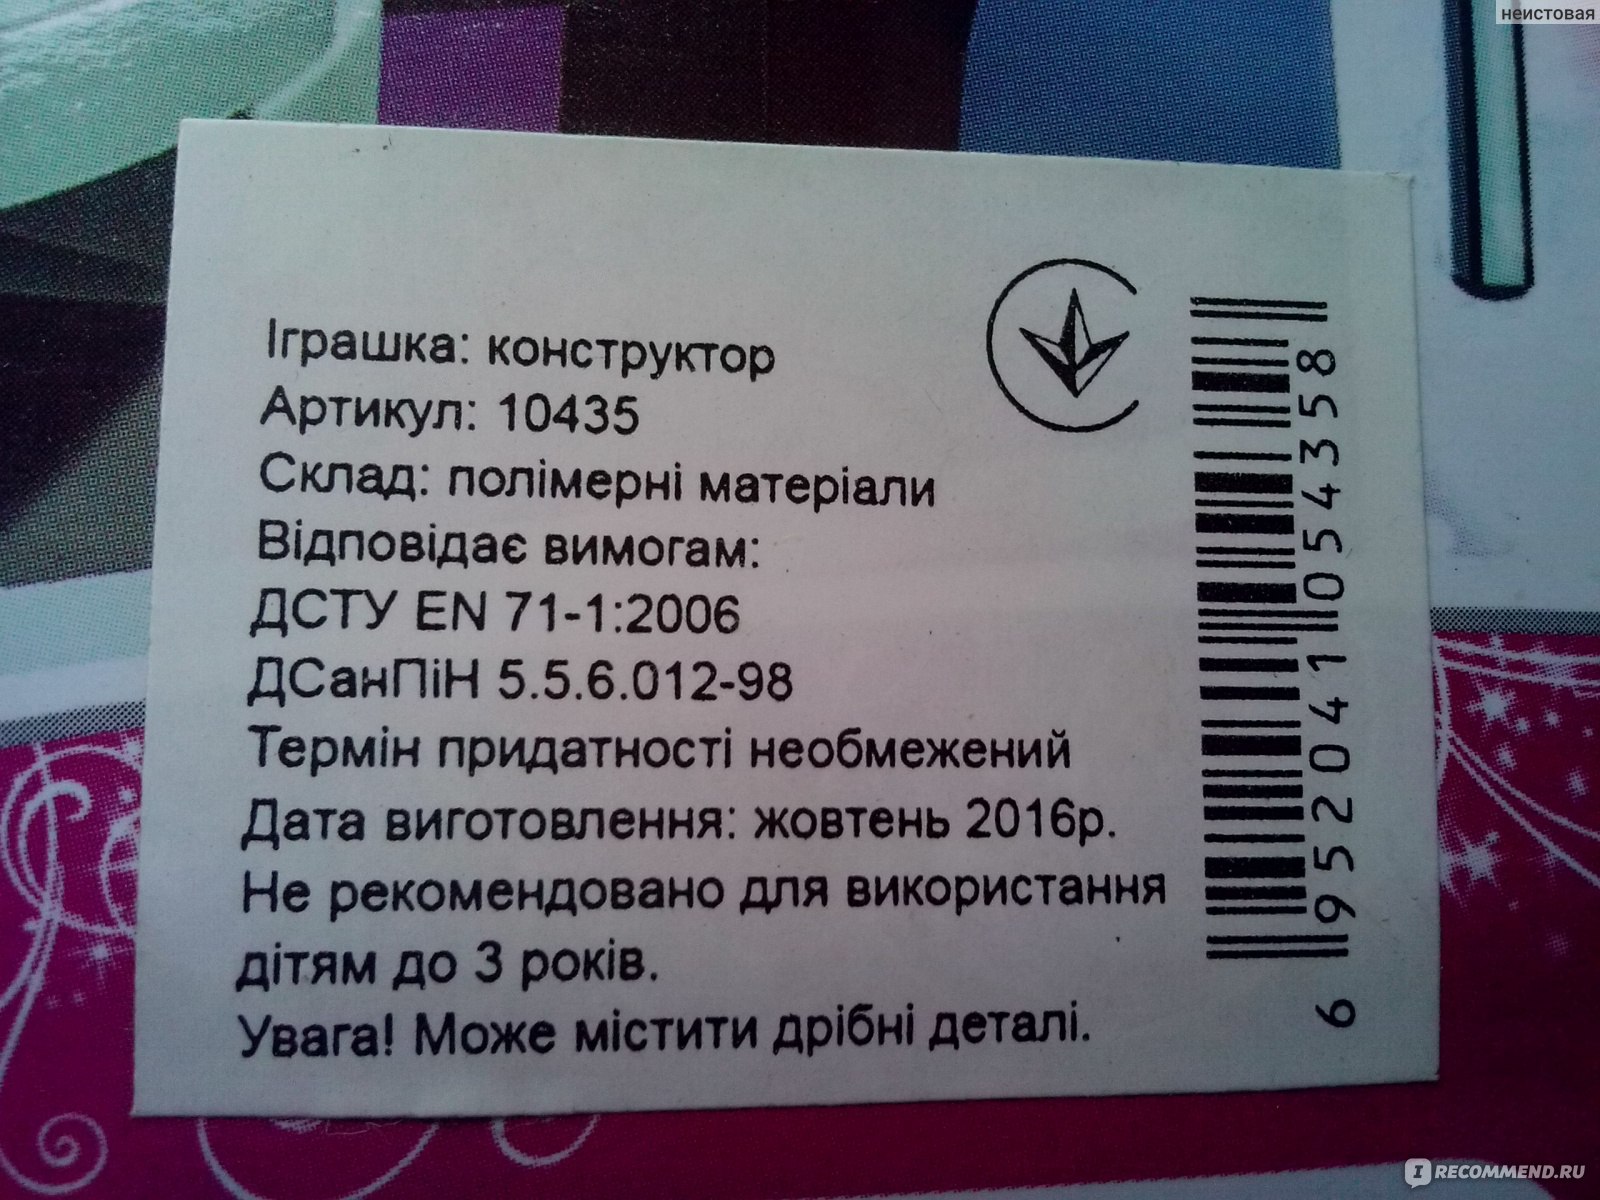 неистовая
Іграшка: конструктор
Артикул: 10435
Склад: полімерні матеріали
Відповідає вимогам:
ДСТУ EN 71-1:2006
ДСанПіН 5.5.6.012-98
Термін придатності необмежений
Дата виготовлення: жовтень 2016р.
Не рекомендовано для використання
дітям до 3 років.
Увага! Може містити дрібні деталі.
6 952041 054358
IRECOMMEND.RU